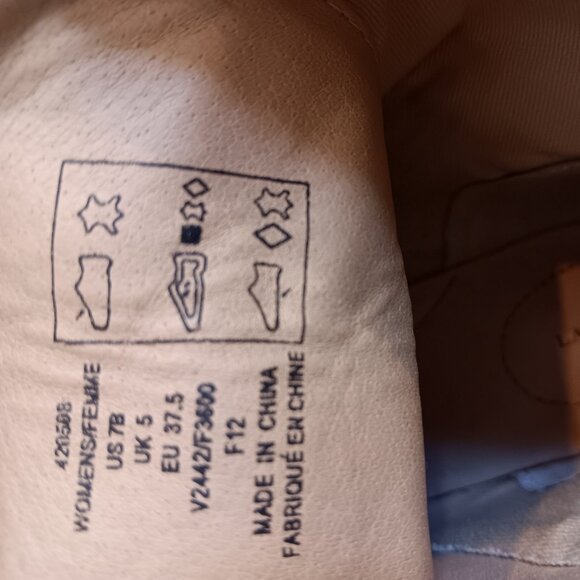 420508
WOMENS/FEMME
US 7B
UK 5
EU 37.5
V2442/F3600
F12
MADE IN CHINA
FABRIQUÉ EN CHINE